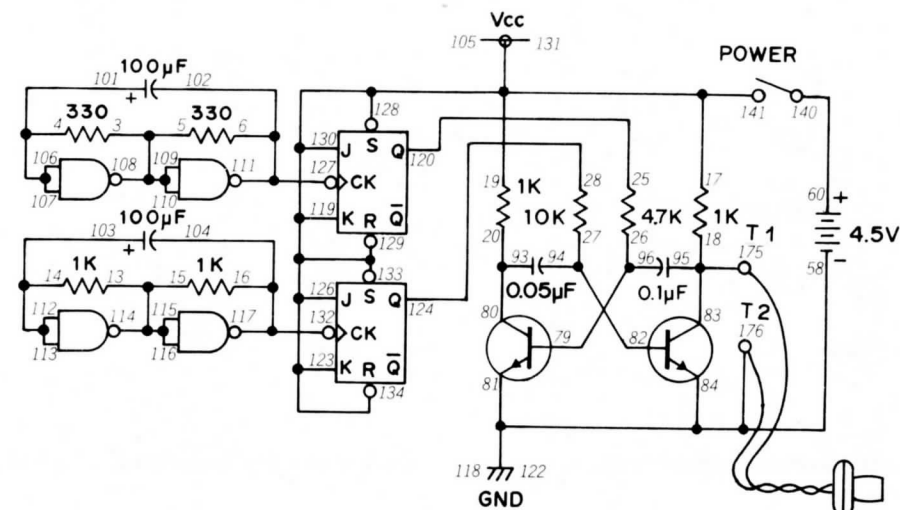 Vcc
105 131
POWER
141 140
100µF
101 102
+
330 330
4 3 5 6
106 108 109 111
107 110
128
130 J S Q 120
127 CK
119 K R Q̅
129
100µF
103 104
+
1K 1K
14 13 15 16
112 114 115 117
113 116
133
126 J S Q 124
132 CK
123 K R Q̅
134
19 1K 28 25 17
10K 4.7K 1K
20 27 26 18
93 94 96 95
0.05µF 0.1µF
80 79 82 83
81 84
T1
175
T2
176
60 +
4.5V
58 -
118 122
GND